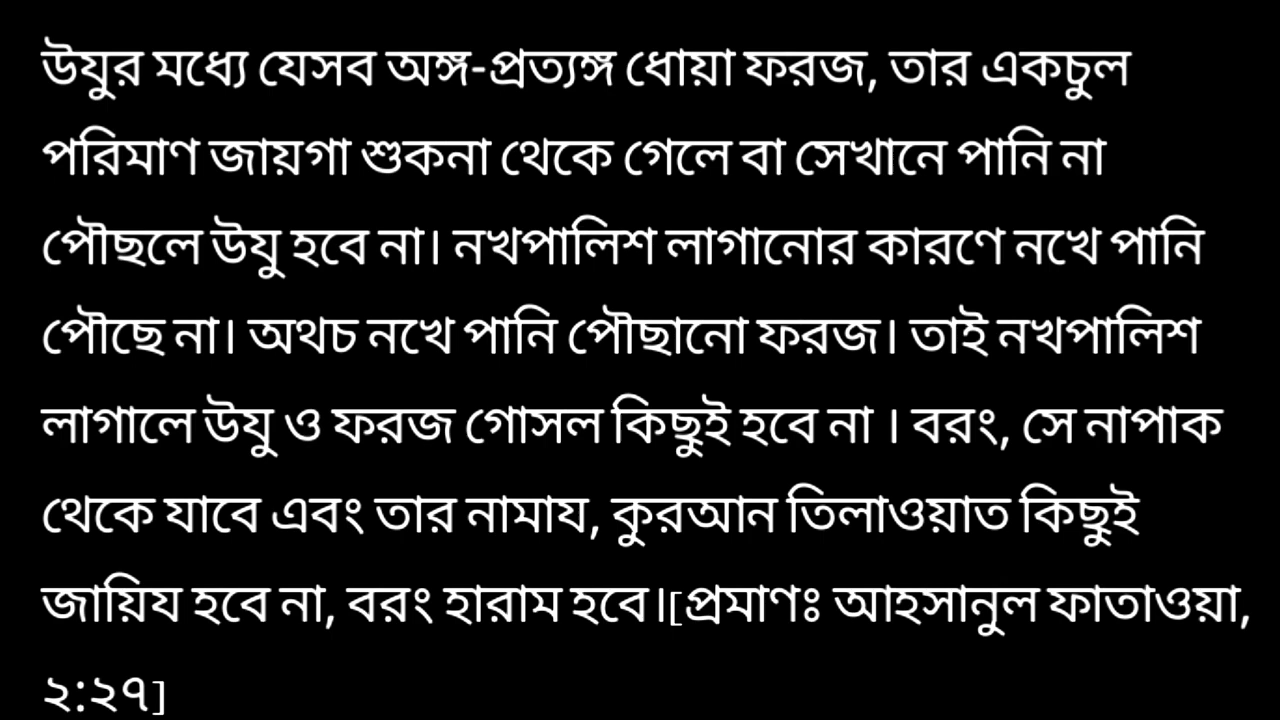 উযুর মধ্যে যেসব অঙ্গ-প্রত্যঙ্গ ধোয়া ফরজ, তার একচুল
পরিমাণ জায়গা শুকনা থেকে গেলে বা সেখানে পানি না
পৌছলে উযু হবে না। নখপালিশ লাগানোর কারণে নখে পানি
পৌছে না। অথচ নখে পানি পৌছানো ফরজ। তাই নখপালিশ
লাগালে উযু ও ফরজ গোসল কিছুই হবে না । বরং, সে নাপাক
থেকে যাবে এবং তার নামায, কুরআন তিলাওয়াত কিছুই
জায়িয হবে না, বরং হারাম হবে।[প্রমাণঃ আহসানুল ফাতাওয়া,
২:২৭]